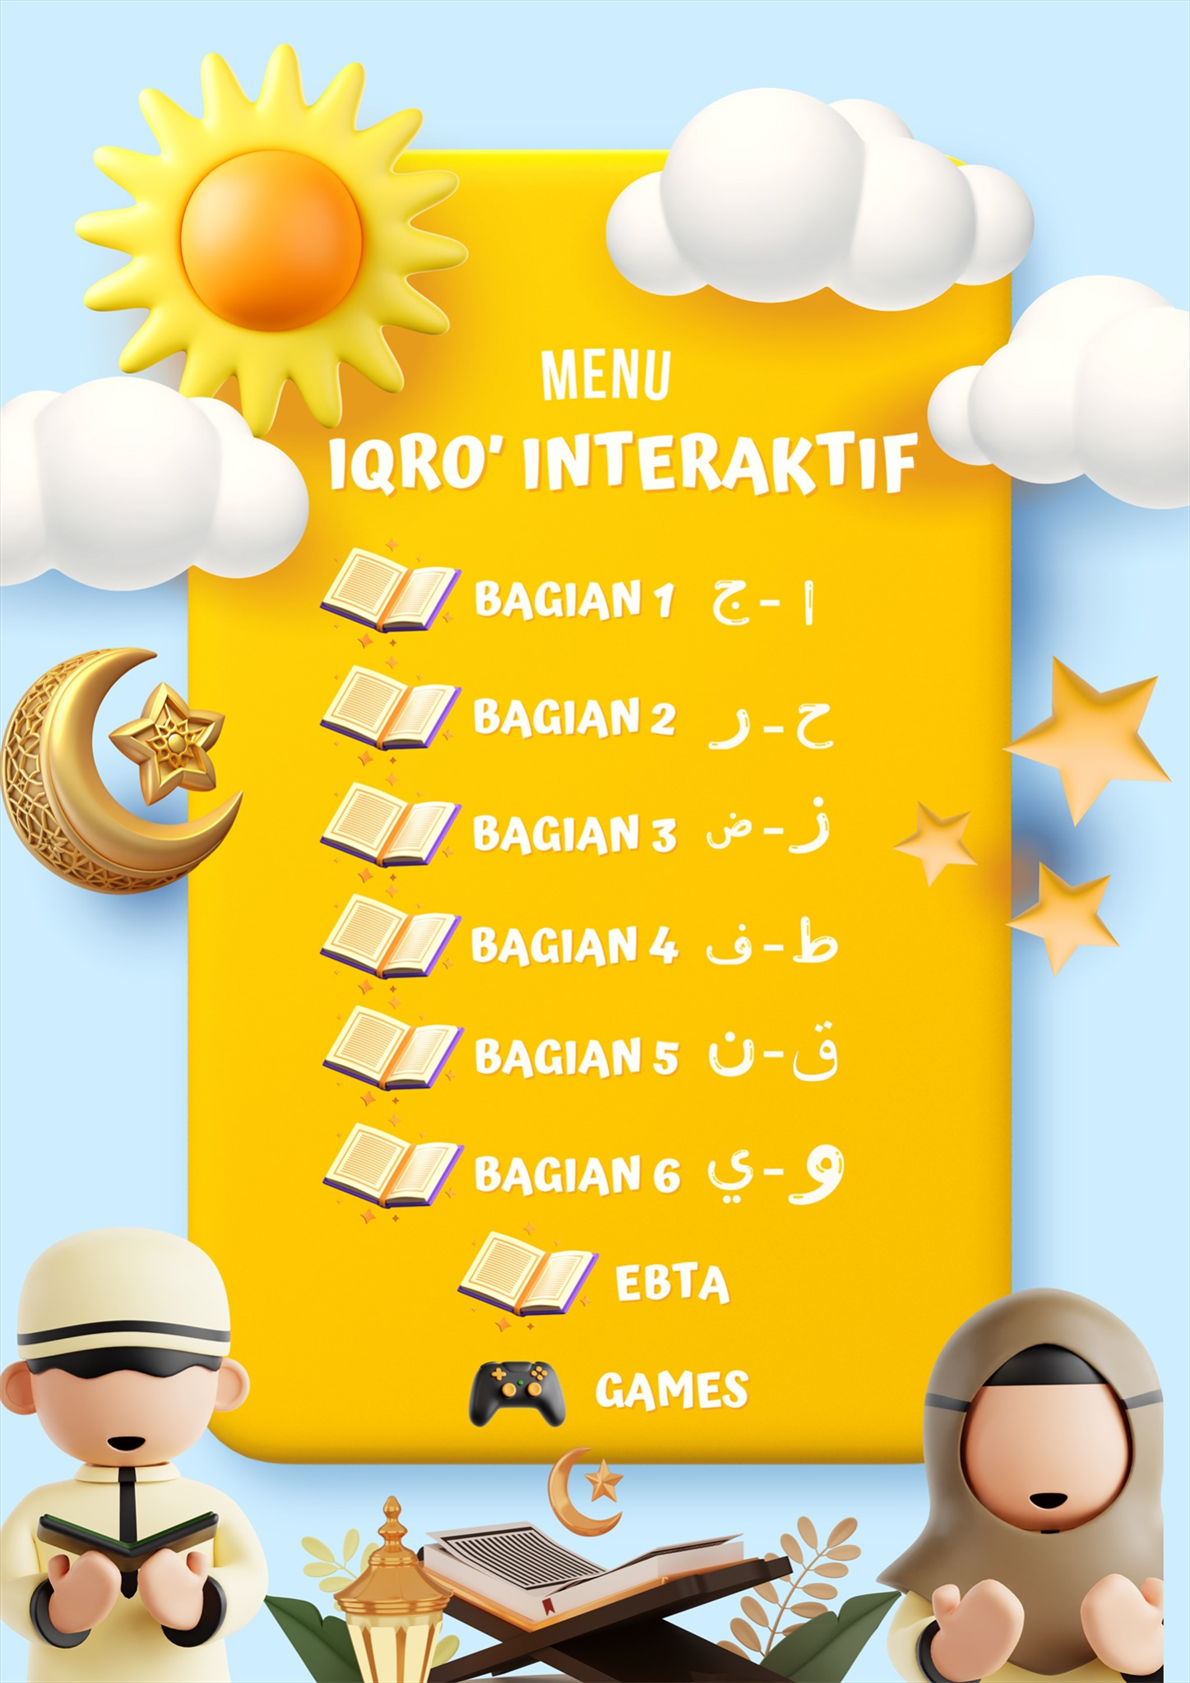 MENU
IQRO' INTERAKTIF
BAGIAN 1 ا - ج
BAGIAN 2 ح - ر
BAGIAN 3 ز - ض
BAGIAN 4 ط - ف
BAGIAN 5 ق - ن
BAGIAN 6 و - ي
EBTA
GAMES